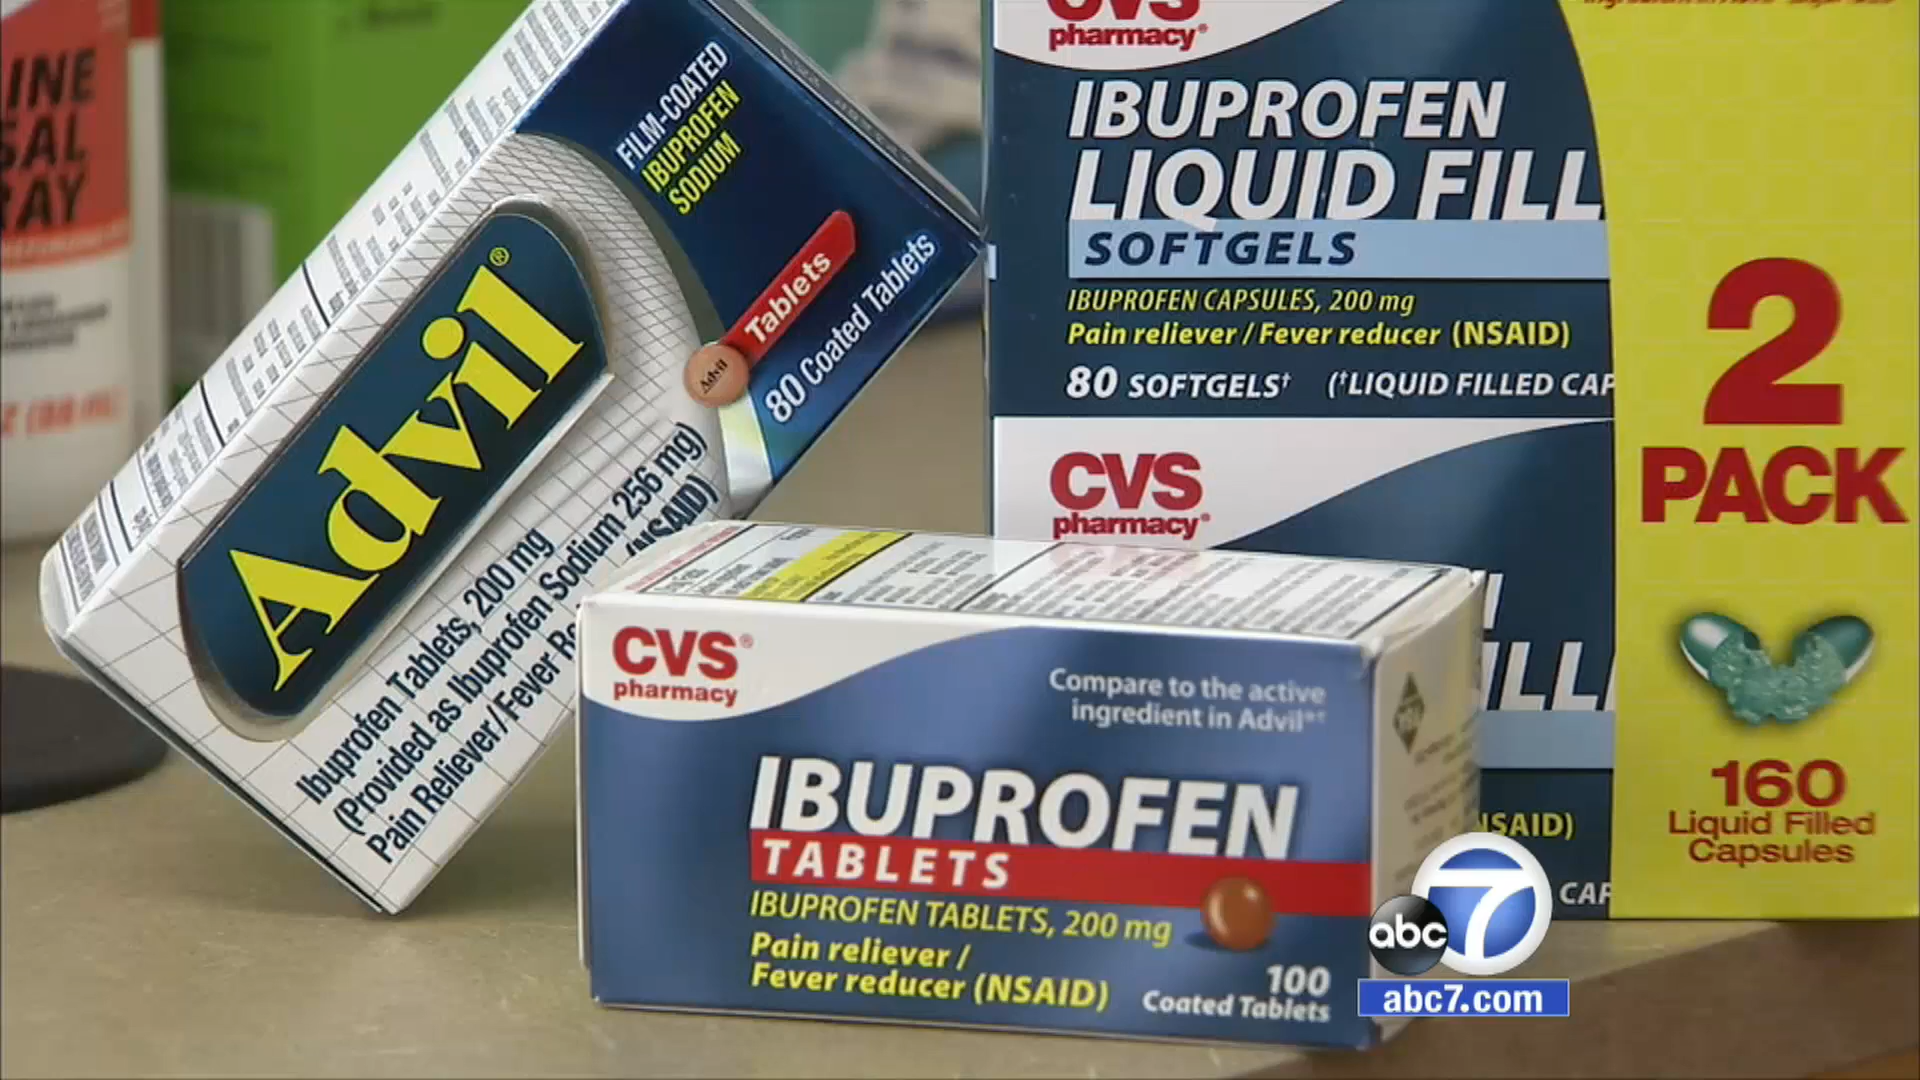 INE
SAL
RAY
FILM-COATED
IBUPROFEN
SODIUM
Tablets
Advil
80 Coated Tablets
Advil®
Ibuprofen Tablets, 200 mg
(Provided as Ibuprofen Sodium 256 mg)
Pain Reliever/Fever Re
(NSAID)
CVS
pharmacy®
IBUPROFEN
LIQUID FILL
SOFTGELS
IBUPROFEN CAPSULES, 200 mg
Pain reliever / Fever reducer (NSAID)
80 SOFTGELS† (†LIQUID FILLED CAP
CVS
pharmacy®
ILL
NSAID)
CAP
2
PACK
160
Liquid Filled
Capsules
CVS®
pharmacy
Compare to the active
ingredient in Advil®†
IBUPROFEN
TABLETS
IBUPROFEN TABLETS, 200 mg
Pain reliever /
Fever reducer (NSAID)
100
Coated Tablets
abc 7
abc7.com